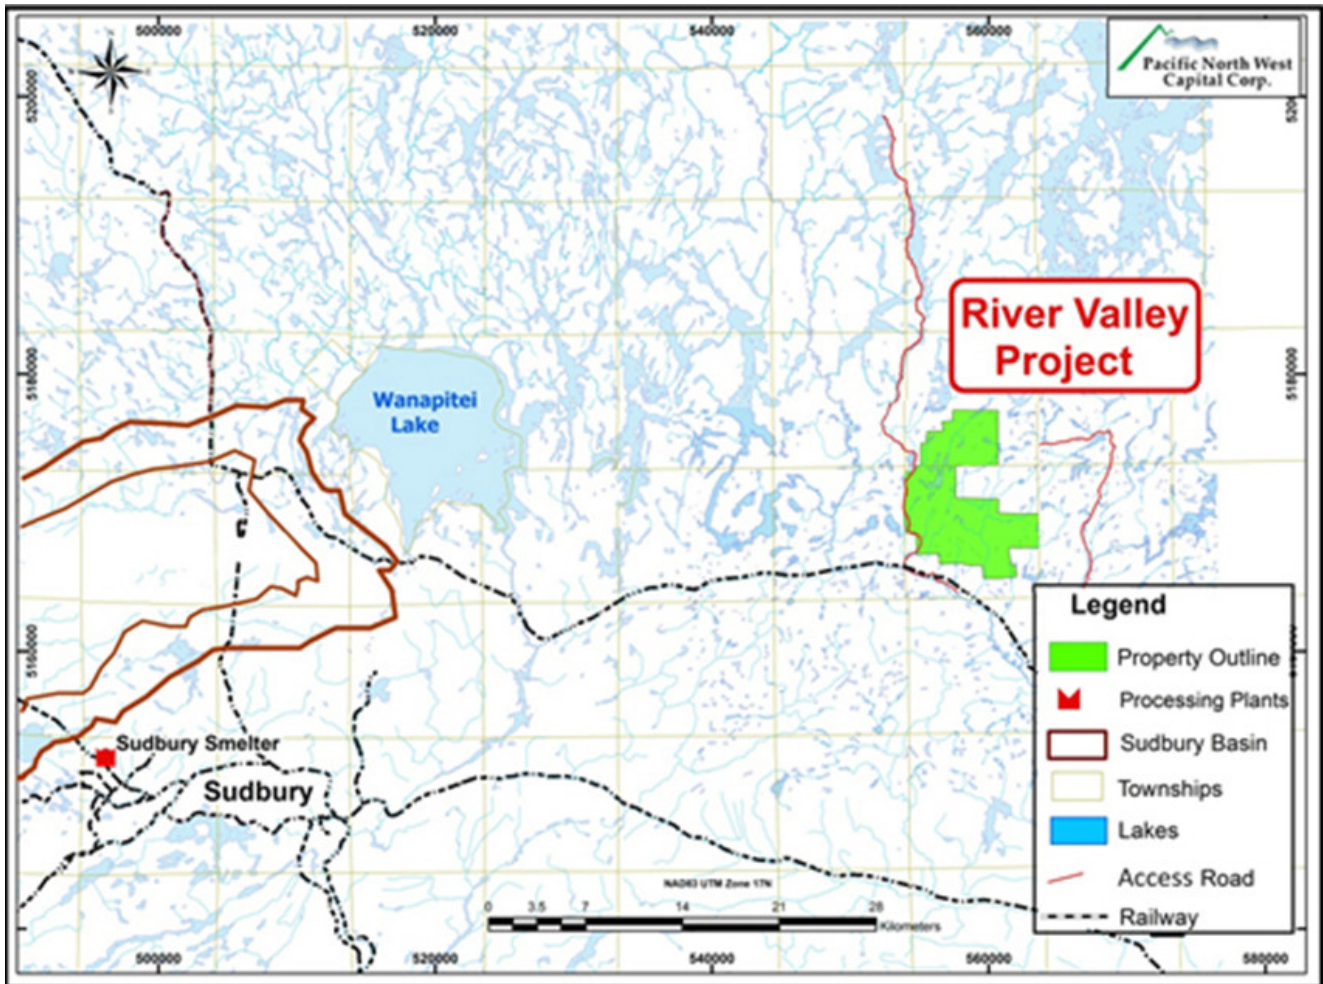 500000
520000
540000
560000
Pacific North West
Capital Corp.
5200000
520
River Valley
Project
Wanapitei
Lake
5180000
5180000
5160000
Legend
Property Outline
Processing Plants
Sudbury Basin
Townships
Lakes
Access Road
Railway
Sudbury Smelter
Sudbury
NAD83 UTM Zone 17N
0 3.5 7 14 21 28
Kilometers
500000
520000
540000
560000
580000